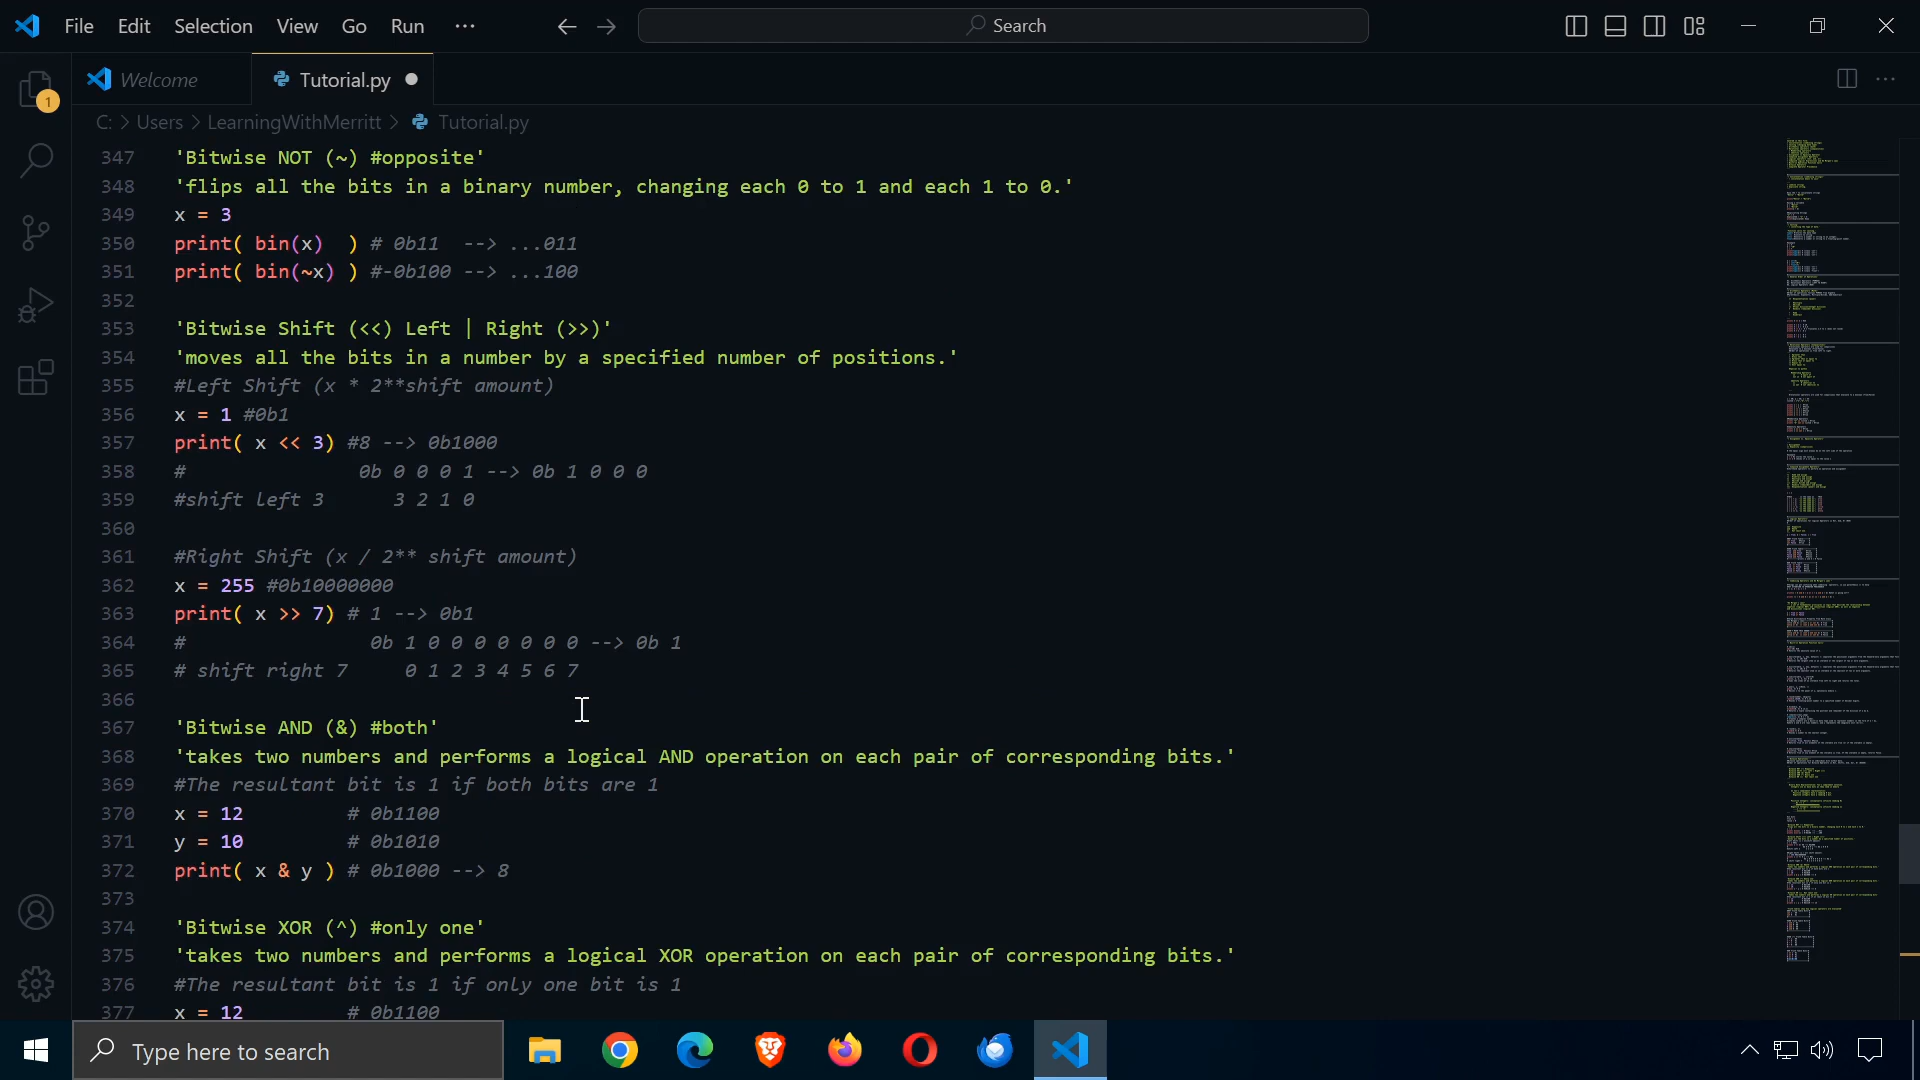 File Edit Selection View Go Run ··· Search
Welcome Tutorial.py
C: > Users > LearningWithMerritt > Tutorial.py
347 'Bitwise NOT (~) #opposite'
348 'flips all the bits in a binary number, changing each 0 to 1 and each 1 to 0.'
349 x = 3
350 print( bin(x)  ) # 0b11  --> ...011
351 print( bin(~x) ) #-0b100 --> ...100
352
353 'Bitwise Shift (<<) Left | Right (>>)'
354 'moves all the bits in a number by a specified number of positions.'
355 #Left Shift (x * 2**shift amount)
356 x = 1 #0b1
357 print( x << 3) #8 --> 0b1000
358 #               0b 0 0 0 1 --> 0b 1 0 0 0
359 #shift left 3      3 2 1 0
360
361 #Right Shift (x / 2** shift amount)
362 x = 255 #0b10000000
363 print( x >> 7) # 1 --> 0b1
364 #                0b 1 0 0 0 0 0 0 0 --> 0b 1
365 # shift right 7     0 1 2 3 4 5 6 7
366
367 'Bitwise AND (&) #both'
368 'takes two numbers and performs a logical AND operation on each pair of corresponding bits.'
369 #The resultant bit is 1 if both bits are 1
370 x = 12         # 0b1100
371 y = 10         # 0b1010
372 print( x & y ) # 0b1000 --> 8
373
374 'Bitwise XOR (^) #only one'
375 'takes two numbers and performs a logical XOR operation on each pair of corresponding bits.'
376 #The resultant bit is 1 if only one bit is 1
377 x = 12         # 0b1100
1
Type here to search